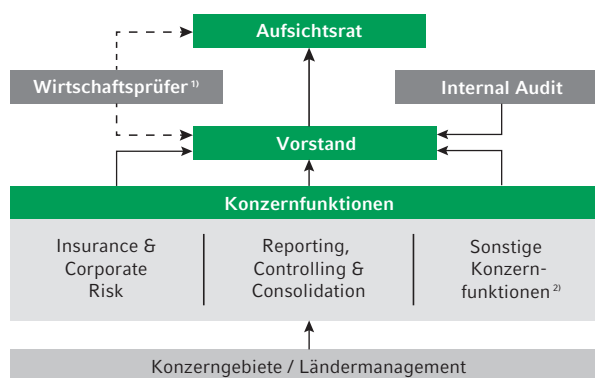 Aufsichtsrat
Wirtschaftsprüfer 1)
Internal Audit
Vorstand
Konzernfunktionen
Insurance &
Corporate
Risk
Reporting,
Controlling &
Consolidation
Sonstige
Konzern-
funktionen 2)
Konzerngebiete / Ländermanagement